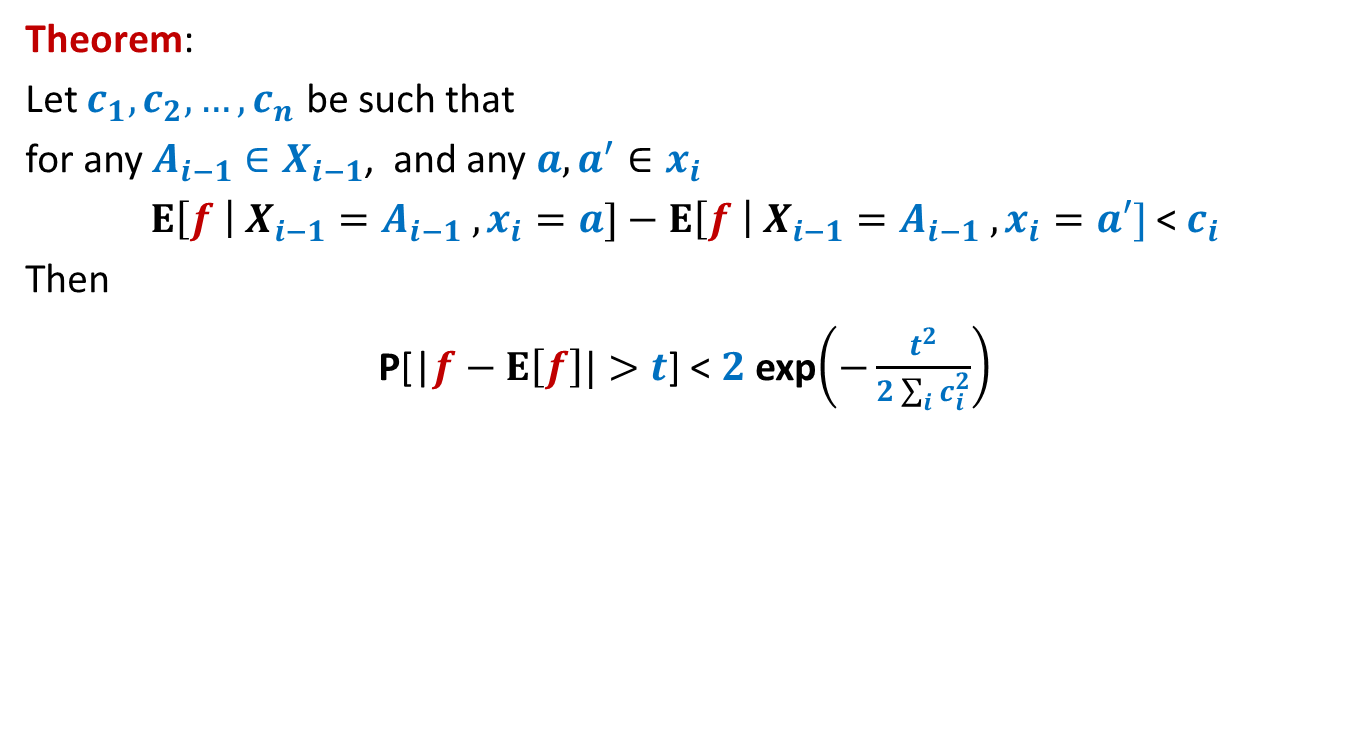 Theorem:
Let c₁, c₂, … , cₙ be such that
for any Aᵢ₋₁ ∈ Xᵢ₋₁, and any a, a′ ∈ xᵢ
E[f | Xᵢ₋₁ = Aᵢ₋₁ , xᵢ = a] − E[f | Xᵢ₋₁ = Aᵢ₋₁ , xᵢ = a′] < cᵢ
Then
P[|f − E[f]| > t] < 2 exp(− t² / 2 ∑ᵢ cᵢ²)